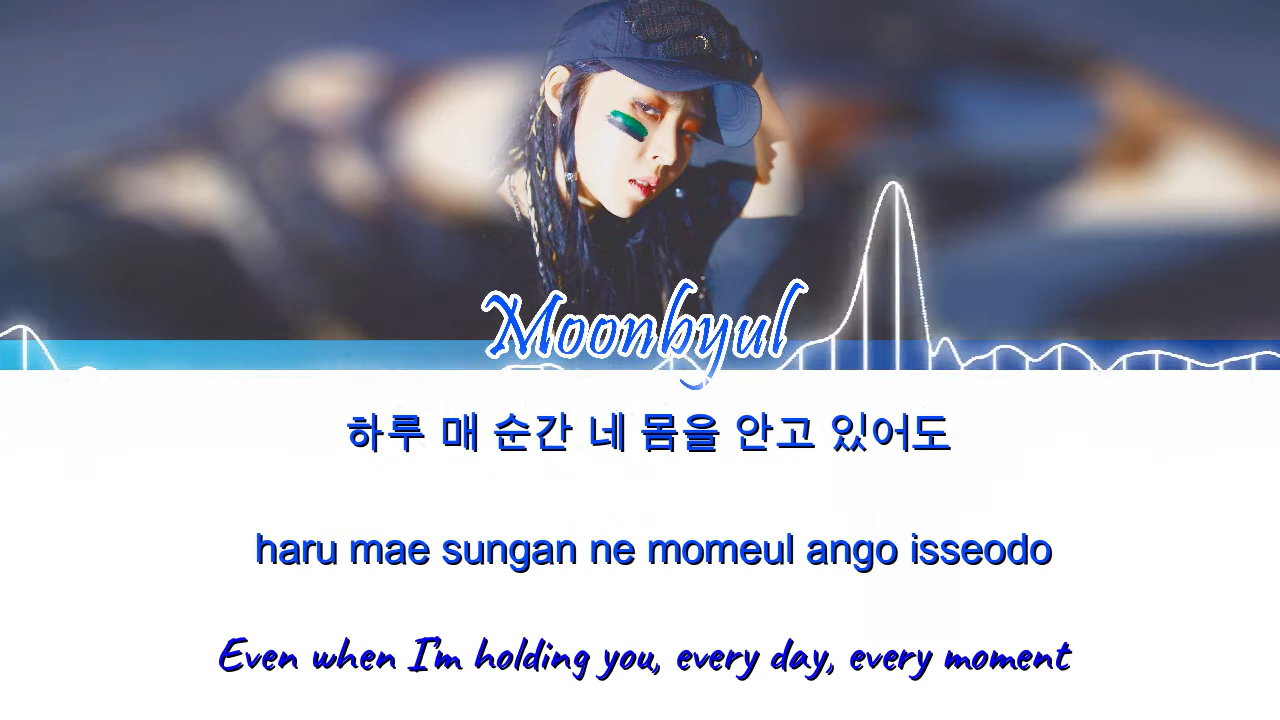 Moonbyul
하루 매 순간 네 몸을 안고 있어도
haru mae sungan ne momeul ango isseodo
Even when I'm holding you, every day, every moment